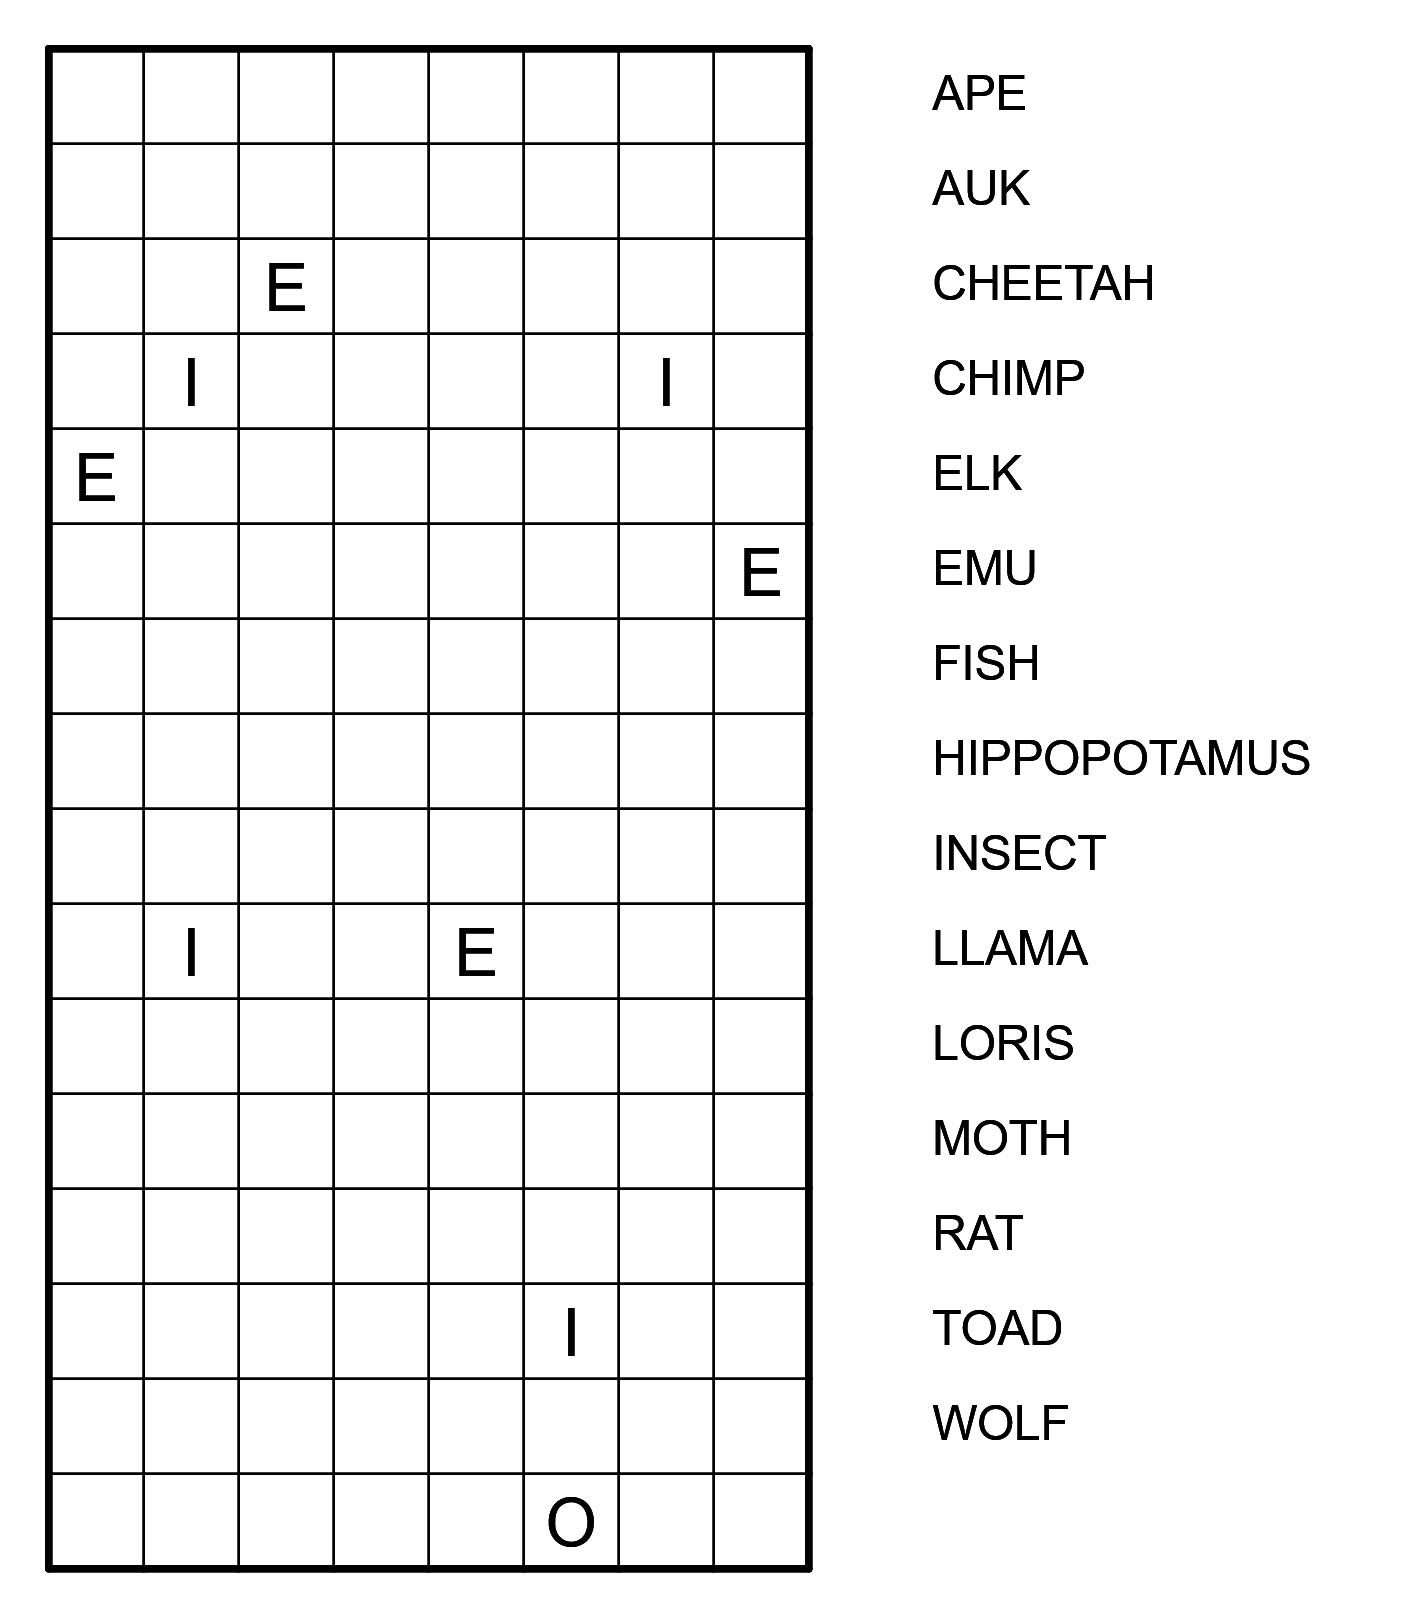 APE
AUK
E CHEETAH
I I CHIMP
E ELK
E EMU
FISH
HIPPOPOTAMUS
INSECT
I E LLAMA
LORIS
MOTH
RAT
I TOAD
WOLF
O